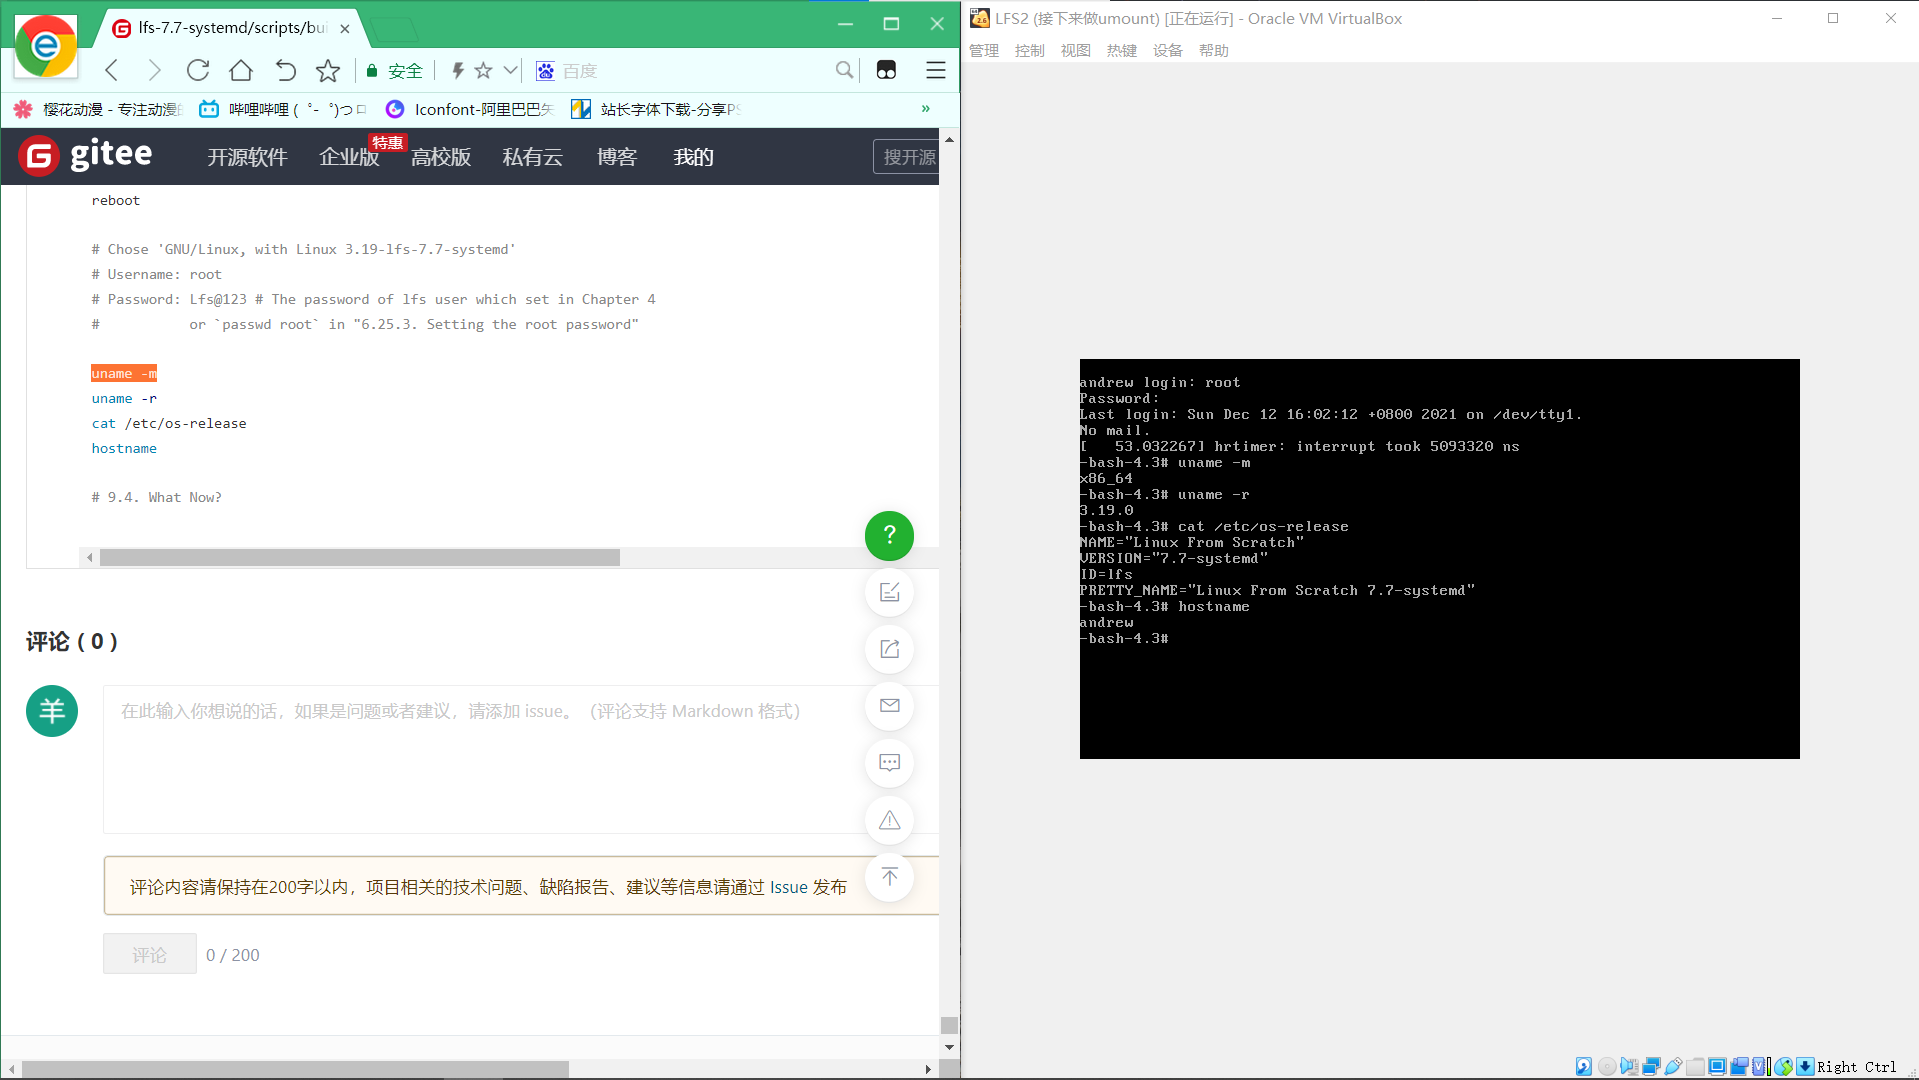 lfs-7.7-systemd/scripts/bui
安全
百度
樱花动漫 - 专注动漫
哔哩哔哩 ( ゜- ゜)つロ
Iconfont-阿里巴巴矢
站长字体下载-分享PS
»
gitee
开源软件
企业版
特惠
高校版
私有云
博客
我的
搜开源
reboot
# Chose 'GNU/Linux, with Linux 3.19-lfs-7.7-systemd'
# Username: root
# Password: Lfs@123 # The password of lfs user which set in Chapter 4
#           or `passwd root` in "6.25.3. Setting the root password"
uname -m
uname -r
cat /etc/os-release
hostname
# 9.4. What Now?
评论 ( 0 )
羊
在此输入你想说的话，如果是问题或者建议，请添加 issue。（评论支持 Markdown 格式）
评论内容请保持在200字以内，项目相关的技术问题、缺陷报告、建议等信息请通过 Issue 发布
评论
0 / 200
LFS2 (接下来做umount) [正在运行] - Oracle VM VirtualBox
管理 控制 视图 热键 设备 帮助
andrew login: root
Password:
Last login: Sun Dec 12 16:02:12 +0800 2021 on /dev/tty1.
No mail.
[   53.032267] hrtimer: interrupt took 5093320 ns
-bash-4.3# uname -m
x86_64
-bash-4.3# uname -r
3.19.0
-bash-4.3# cat /etc/os-release
NAME="Linux From Scratch"
VERSION="7.7-systemd"
ID=lfs
PRETTY_NAME="Linux From Scratch 7.7-systemd"
-bash-4.3# hostname
andrew
-bash-4.3#
Right Ctrl